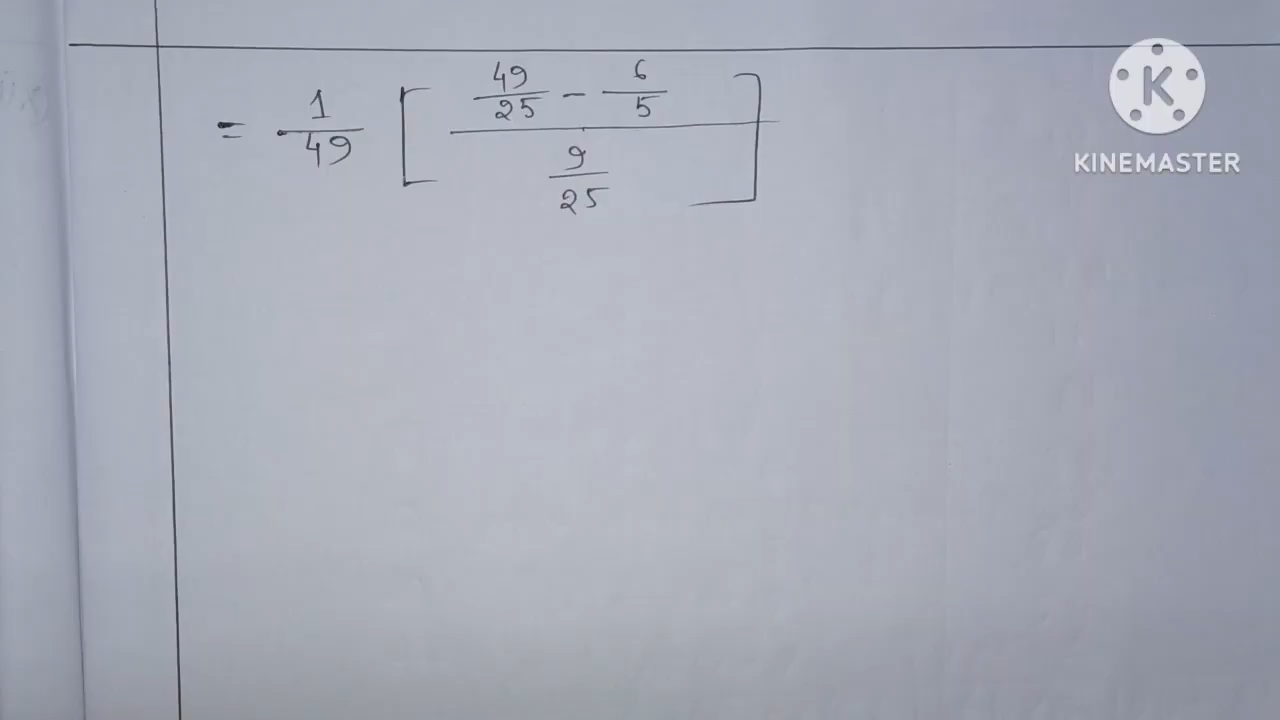 = 1/49 [ (49/25 - 6/5) / (9/25) ]
K
KINEMASTER